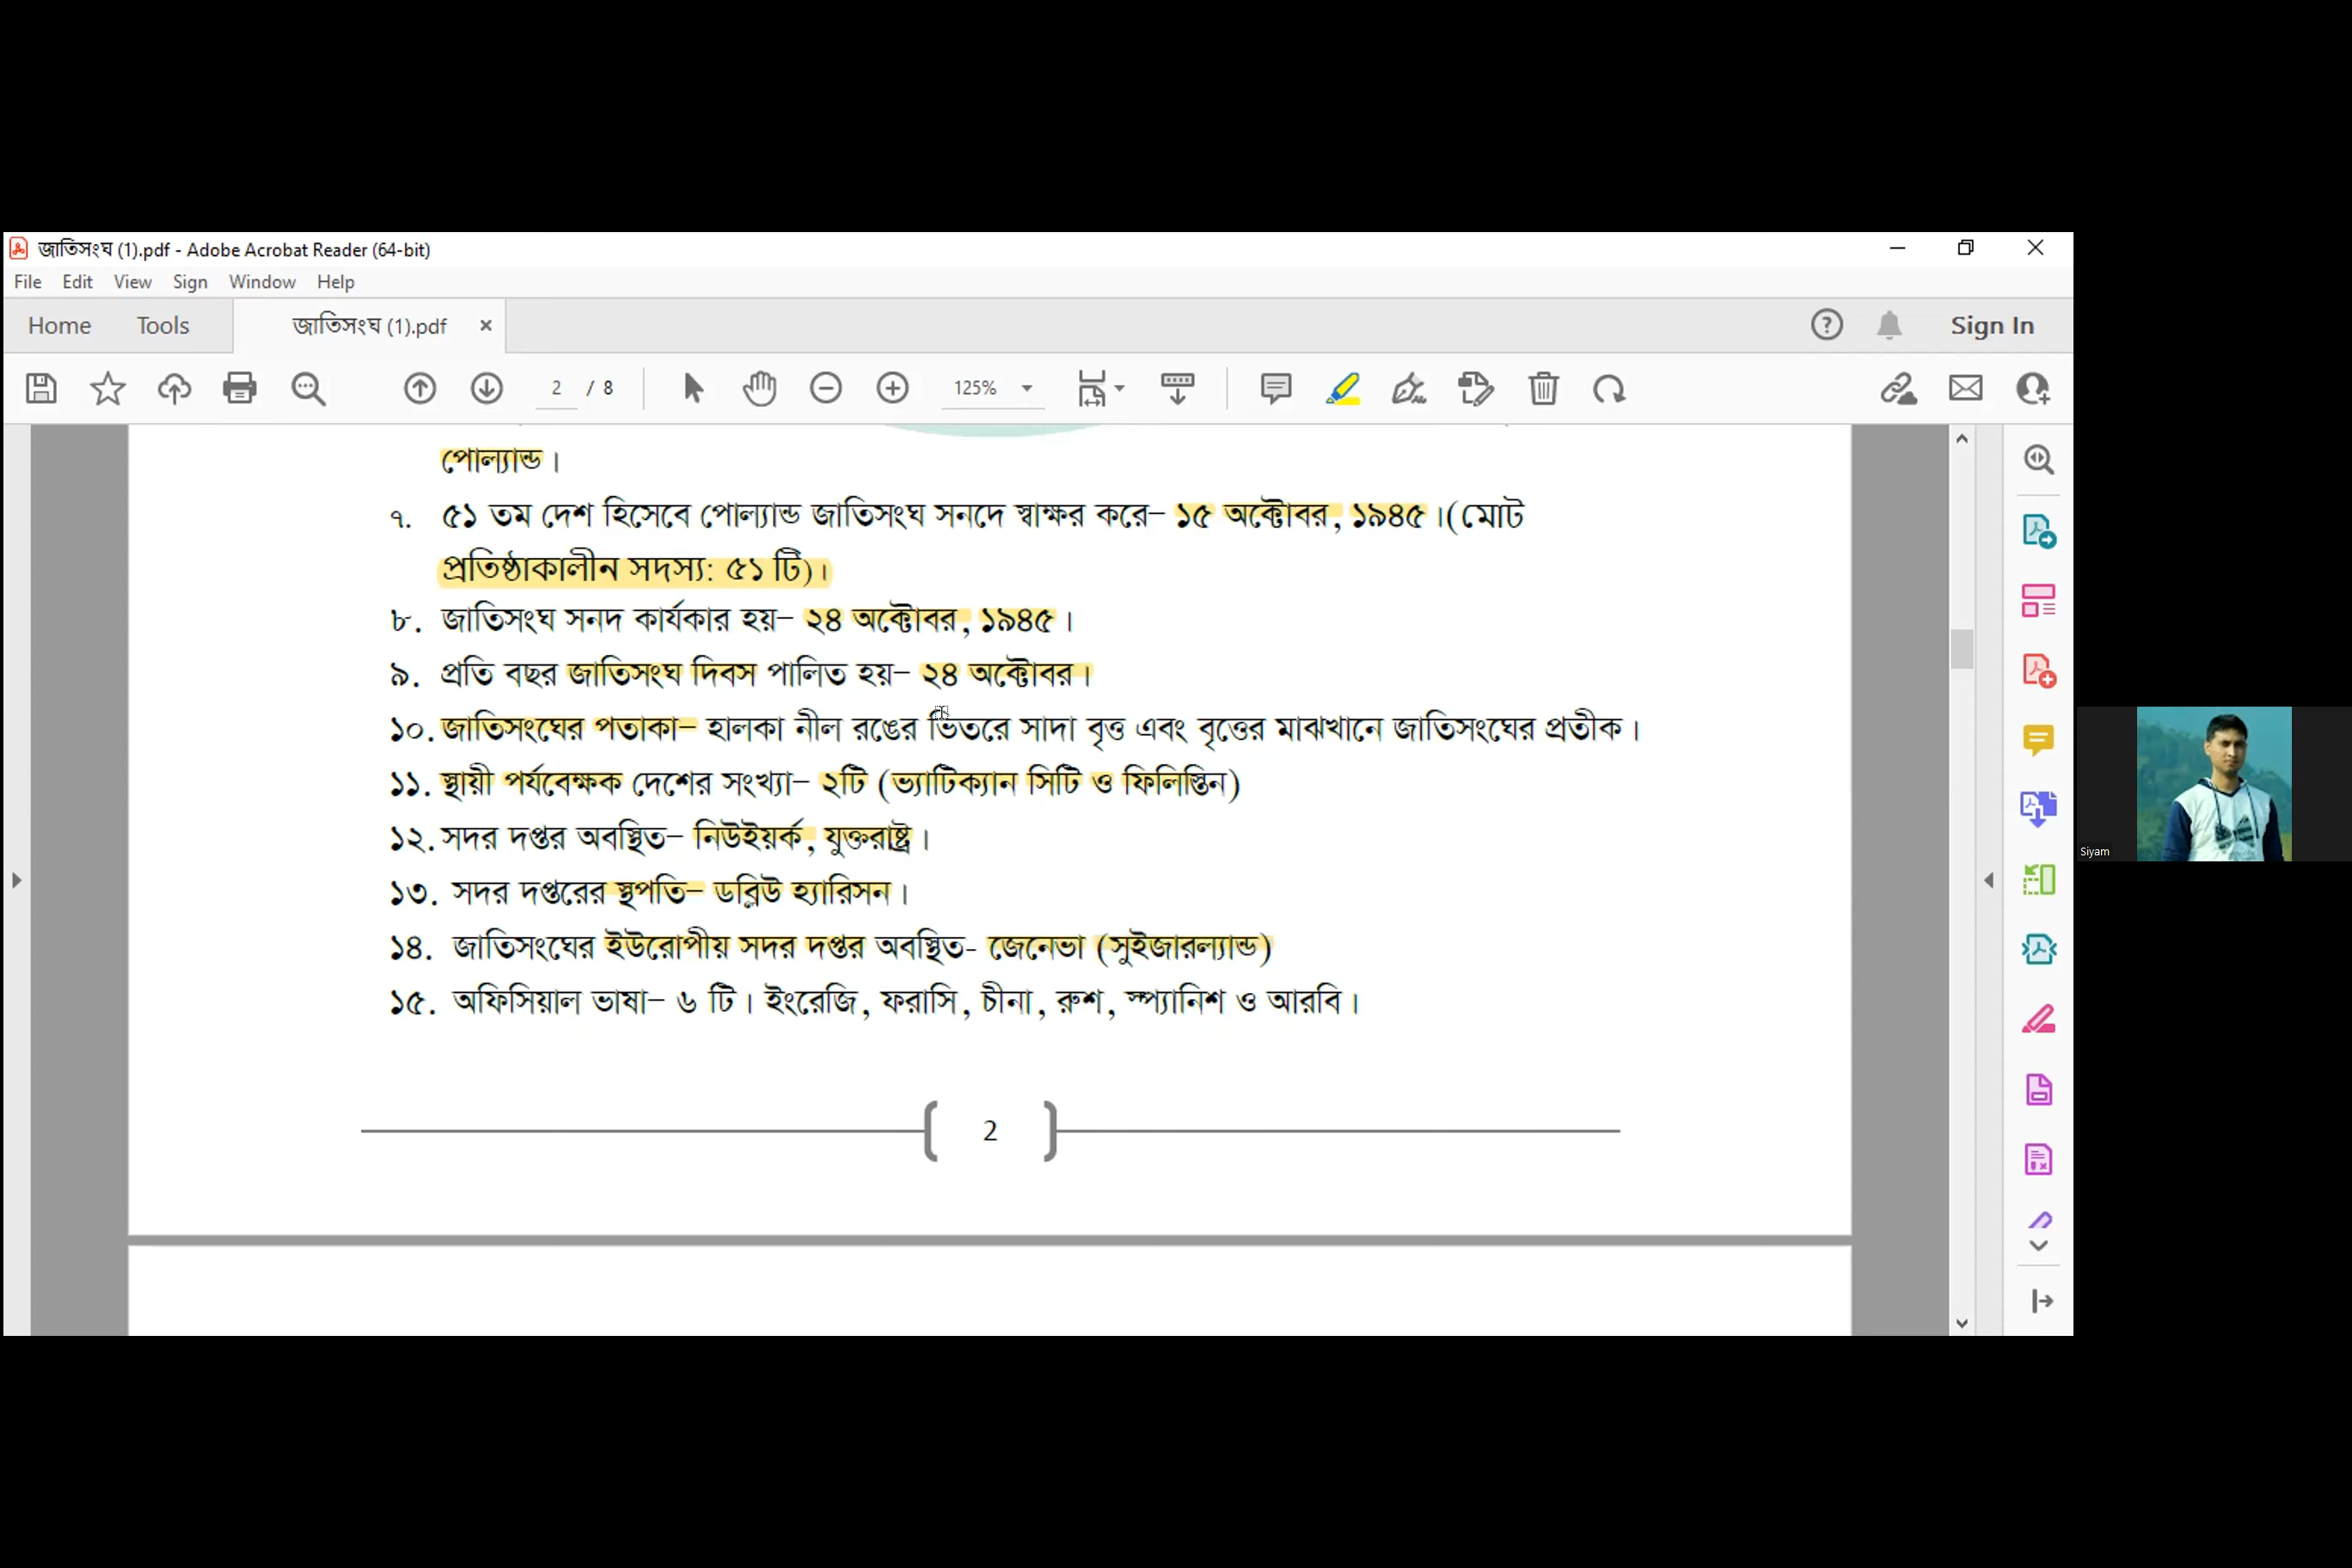 জাতিসংঘ (1).pdf - Adobe Acrobat Reader (64-bit)
File Edit View Sign Window Help
Home Tools জাতিসংঘ (1).pdf × Sign In
2 / 8 125%
পোল্যান্ড।
৭. ৫১ তম দেশ হিসেবে পোল্যান্ড জাতিসংঘ সনদে স্বাক্ষর করে– ১৫ অক্টোবর, ১৯৪৫।(মোট
প্রতিষ্ঠাকালীন সদস্য: ৫১ টি)।
৮. জাতিসংঘ সনদ কার্যকার হয়– ২৪ অক্টোবর, ১৯৪৫।
৯. প্রতি বছর জাতিসংঘ দিবস পালিত হয়– ২৪ অক্টোবর।
১০. জাতিসংঘের পতাকা– হালকা নীল রঙের ভিতরে সাদা বৃত্ত এবং বৃত্তের মাঝখানে জাতিসংঘের প্রতীক।
১১. স্থায়ী পর্যবেক্ষক দেশের সংখ্যা– ২টি (ভ্যাটিক্যান সিটি ও ফিলিস্তিন)
১২. সদর দপ্তর অবস্থিত– নিউইয়র্ক, যুক্তরাষ্ট্র।
১৩. সদর দপ্তরের স্থপতি– ডব্লিউ হ্যারিসন।
১৪. জাতিসংঘের ইউরোপীয় সদর দপ্তর অবস্থিত- জেনেভা (সুইজারল্যান্ড)
১৫. অফিসিয়াল ভাষা– ৬ টি। ইংরেজি, ফরাসি, চীনা, রুশ, স্প্যানিশ ও আরবি।
2
Siyam